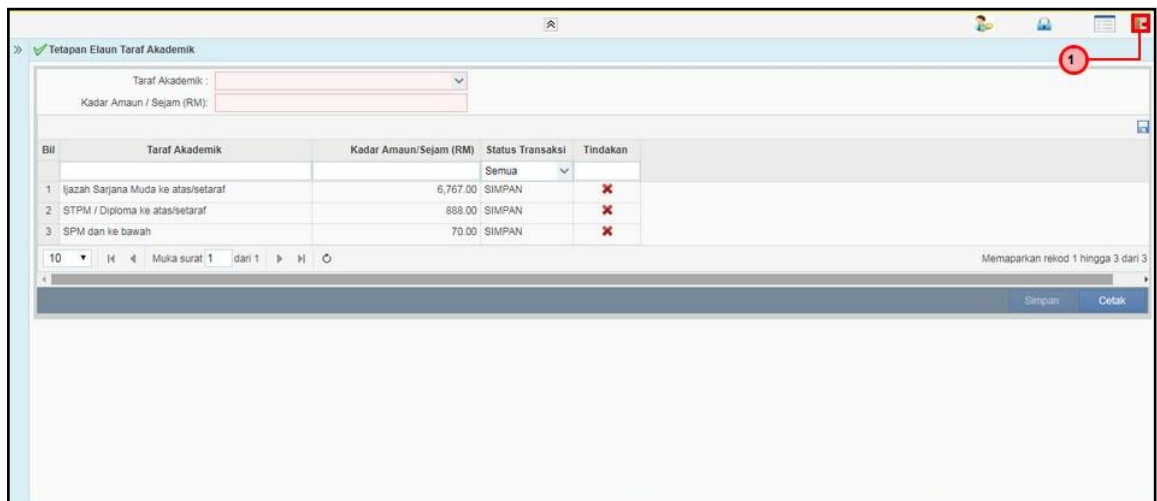 1
» Tetapan Elaun Taraf Akademik
Taraf Akademik :
Kadar Amaun / Sejam (RM):
Bil Taraf Akademik Kadar Amaun/Sejam (RM) Status Transaksi Tindakan
Semua
1 Ijazah Sarjana Muda ke atas/setaraf 6,767.00 SIMPAN
2 STPM / Diploma ke atas/setaraf 888.00 SIMPAN
3 SPM dan ke bawah 70.00 SIMPAN
10 Muka surat 1 dari 1 Memaparkan rekod 1 hingga 3 dari 3
Simpan Cetak